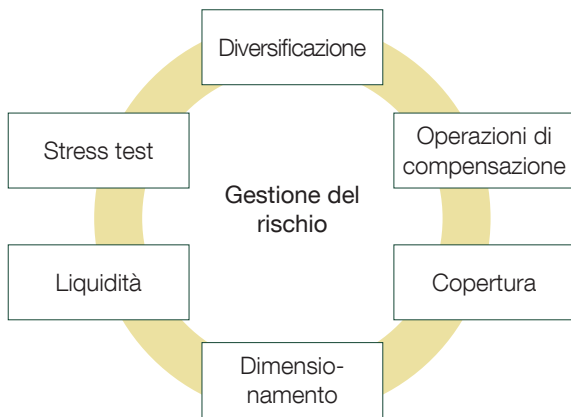 Diversificazione
Stress test
Operazioni di
compensazione
Gestione del
rischio
Liquidità
Copertura
Dimensio-
namento